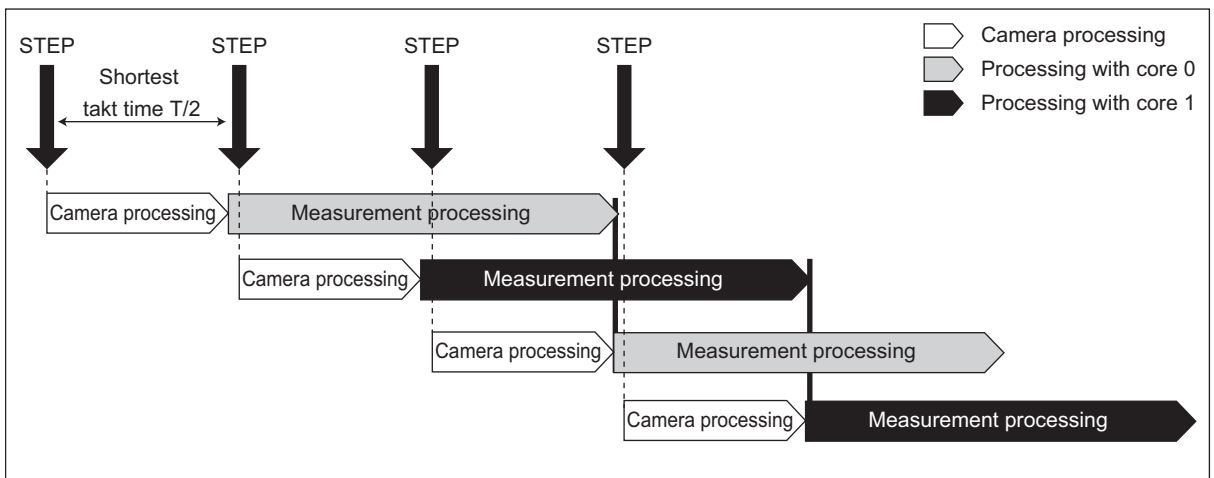 STEP
STEP
STEP
STEP
Shortest
takt time T/2
Camera processing
Processing with core 0
Processing with core 1
Camera processing
Measurement processing
Camera processing
Measurement processing
Camera processing
Measurement processing
Camera processing
Measurement processing